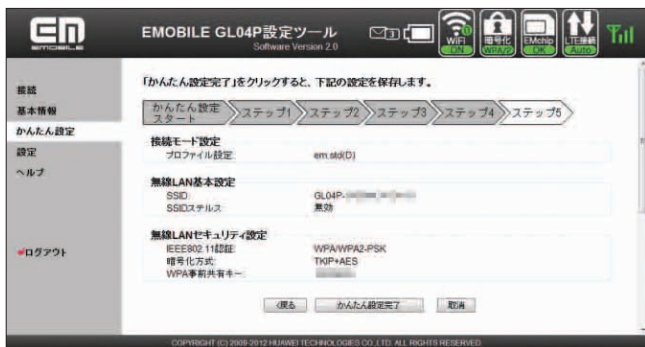 EM
EMOBILE
EMOBILE GL04P設定ツール
Software Version 2.0
WiFi
ON
暗号化
WPA/2
EMchip
OK
LTE接続
Auto
接続
基本情報
かんたん設定
設定
ヘルプ
ログアウト
「かんたん設定完了」をクリックすると、下記の設定を保存します。
かんたん設定
スタート
ステップ1
ステップ2
ステップ3
ステップ4
ステップ5
接続モード設定
プロファイル設定: em.std(D)
無線LAN基本設定
SSID: GL04P-
SSIDステルス: 無効
無線LANセキュリティ設定
IEEE802.11認証: WPA/WPA2-PSK
暗号化方式: TKIP+AES
WPA事前共有キー:
<戻る
かんたん設定完了
取消
COPYRIGHT (C) 2009-2012 HUAWEI TECHNOLOGIES CO.,LTD. ALL RIGHTS RESERVED.